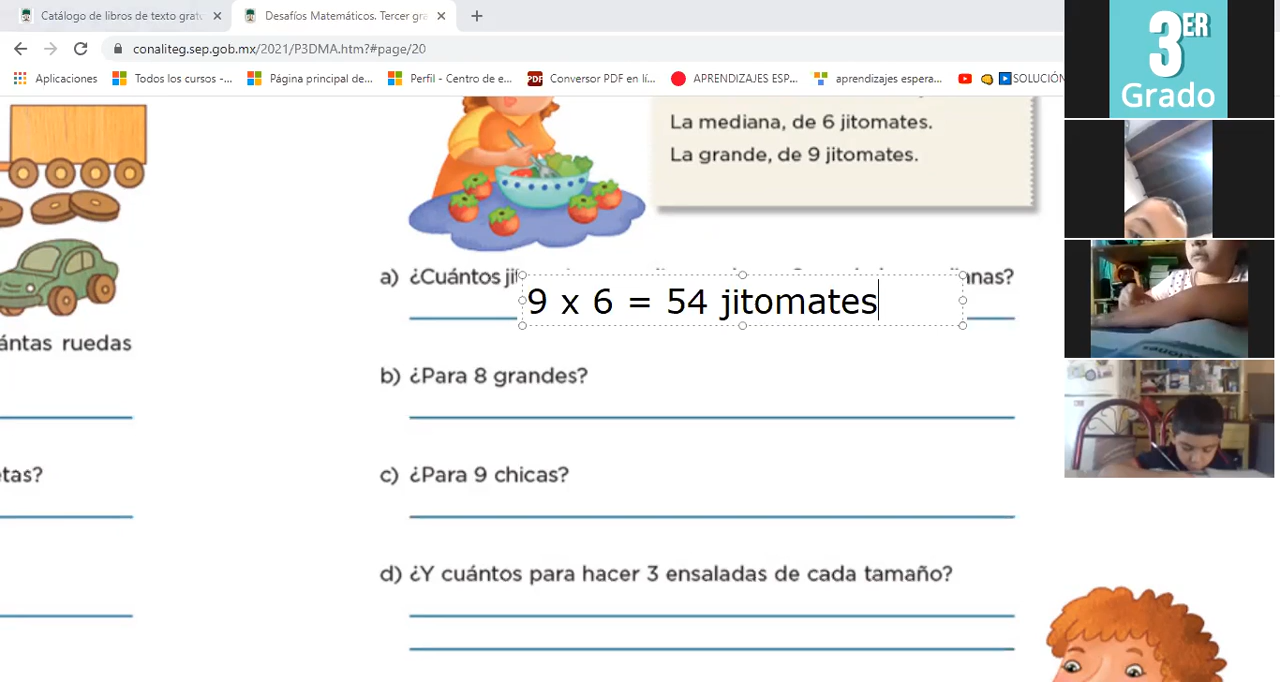 Catálogo de libros de texto grat
Desafíos Matemáticos. Tercer gra
conaliteg.sep.gob.mx/2021/P3DMA.htm?#page/20
Aplicaciones
Todos los cursos -...
Página principal de...
Perfil - Centro de e...
PDF
Conversor PDF en lí...
APRENDIZAJES ESP...
aprendizajes espera...
SOLUCIÓN
3ER
Grado
La mediana, de 6 jitomates.
La grande, de 9 jitomates.
a) ¿Cuántos
9 x 6 = 54 jitomates
ántas ruedas
b) ¿Para 8 grandes?
etas?
c) ¿Para 9 chicas?
d) ¿Y cuántos para hacer 3 ensaladas de cada tamaño?